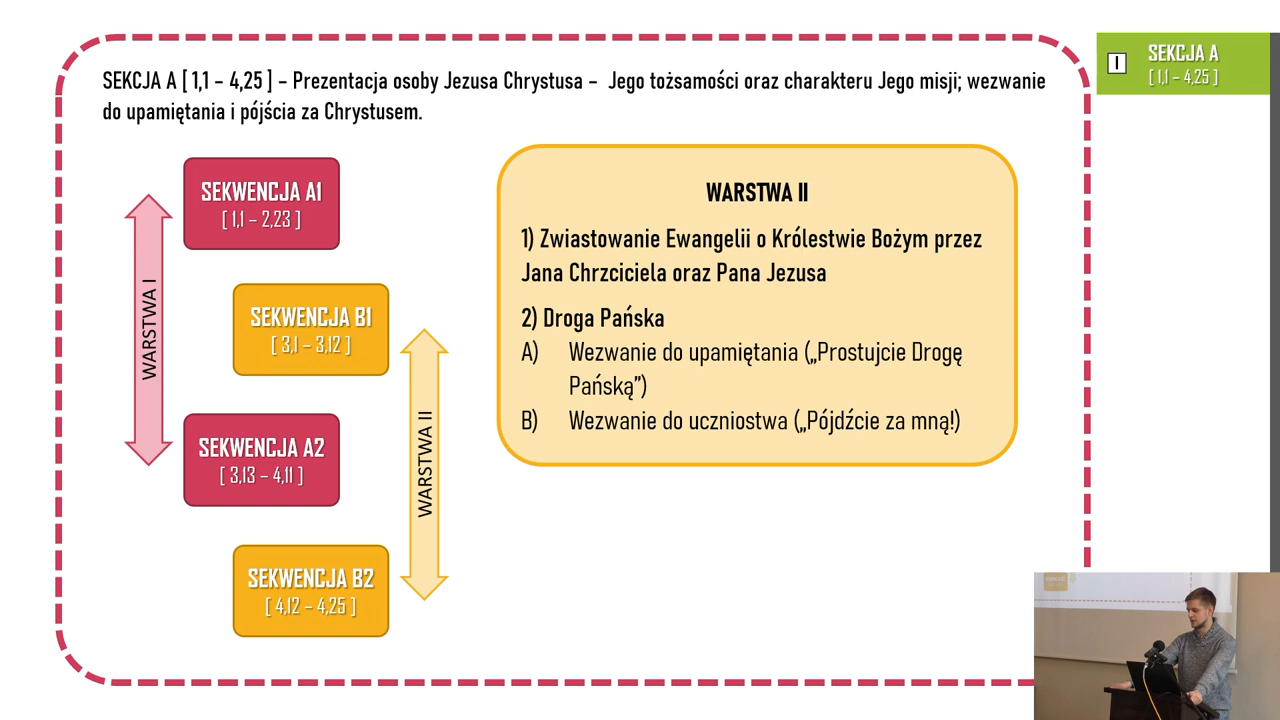 SEKCJA A [ 1,1 – 4,25 ] – Prezentacja osoby Jezusa Chrystusa – Jego tożsamości oraz charakteru Jego misji; wezwanie
do upamiętania i pójścia za Chrystusem.
I
SEKCJA A
[ 1,1 – 4,25 ]
SEKWENCJA A1
[ 1,1 – 2,23 ]
SEKWENCJA B1
[ 3,1 – 3,12 ]
SEKWENCJA A2
[ 3,13 – 4,11 ]
SEKWENCJA B2
[ 4,12 – 4,25 ]
WARSTWA I
WARSTWA II
WARSTWA II
1) Zwiastowanie Ewangelii o Królestwie Bożym przez
Jana Chrzciciela oraz Pana Jezusa
2) Droga Pańska
A) Wezwanie do upamiętania („Prostujcie Drogę
Pańską”)
B) Wezwanie do uczniostwa („Pójdźcie za mną!)